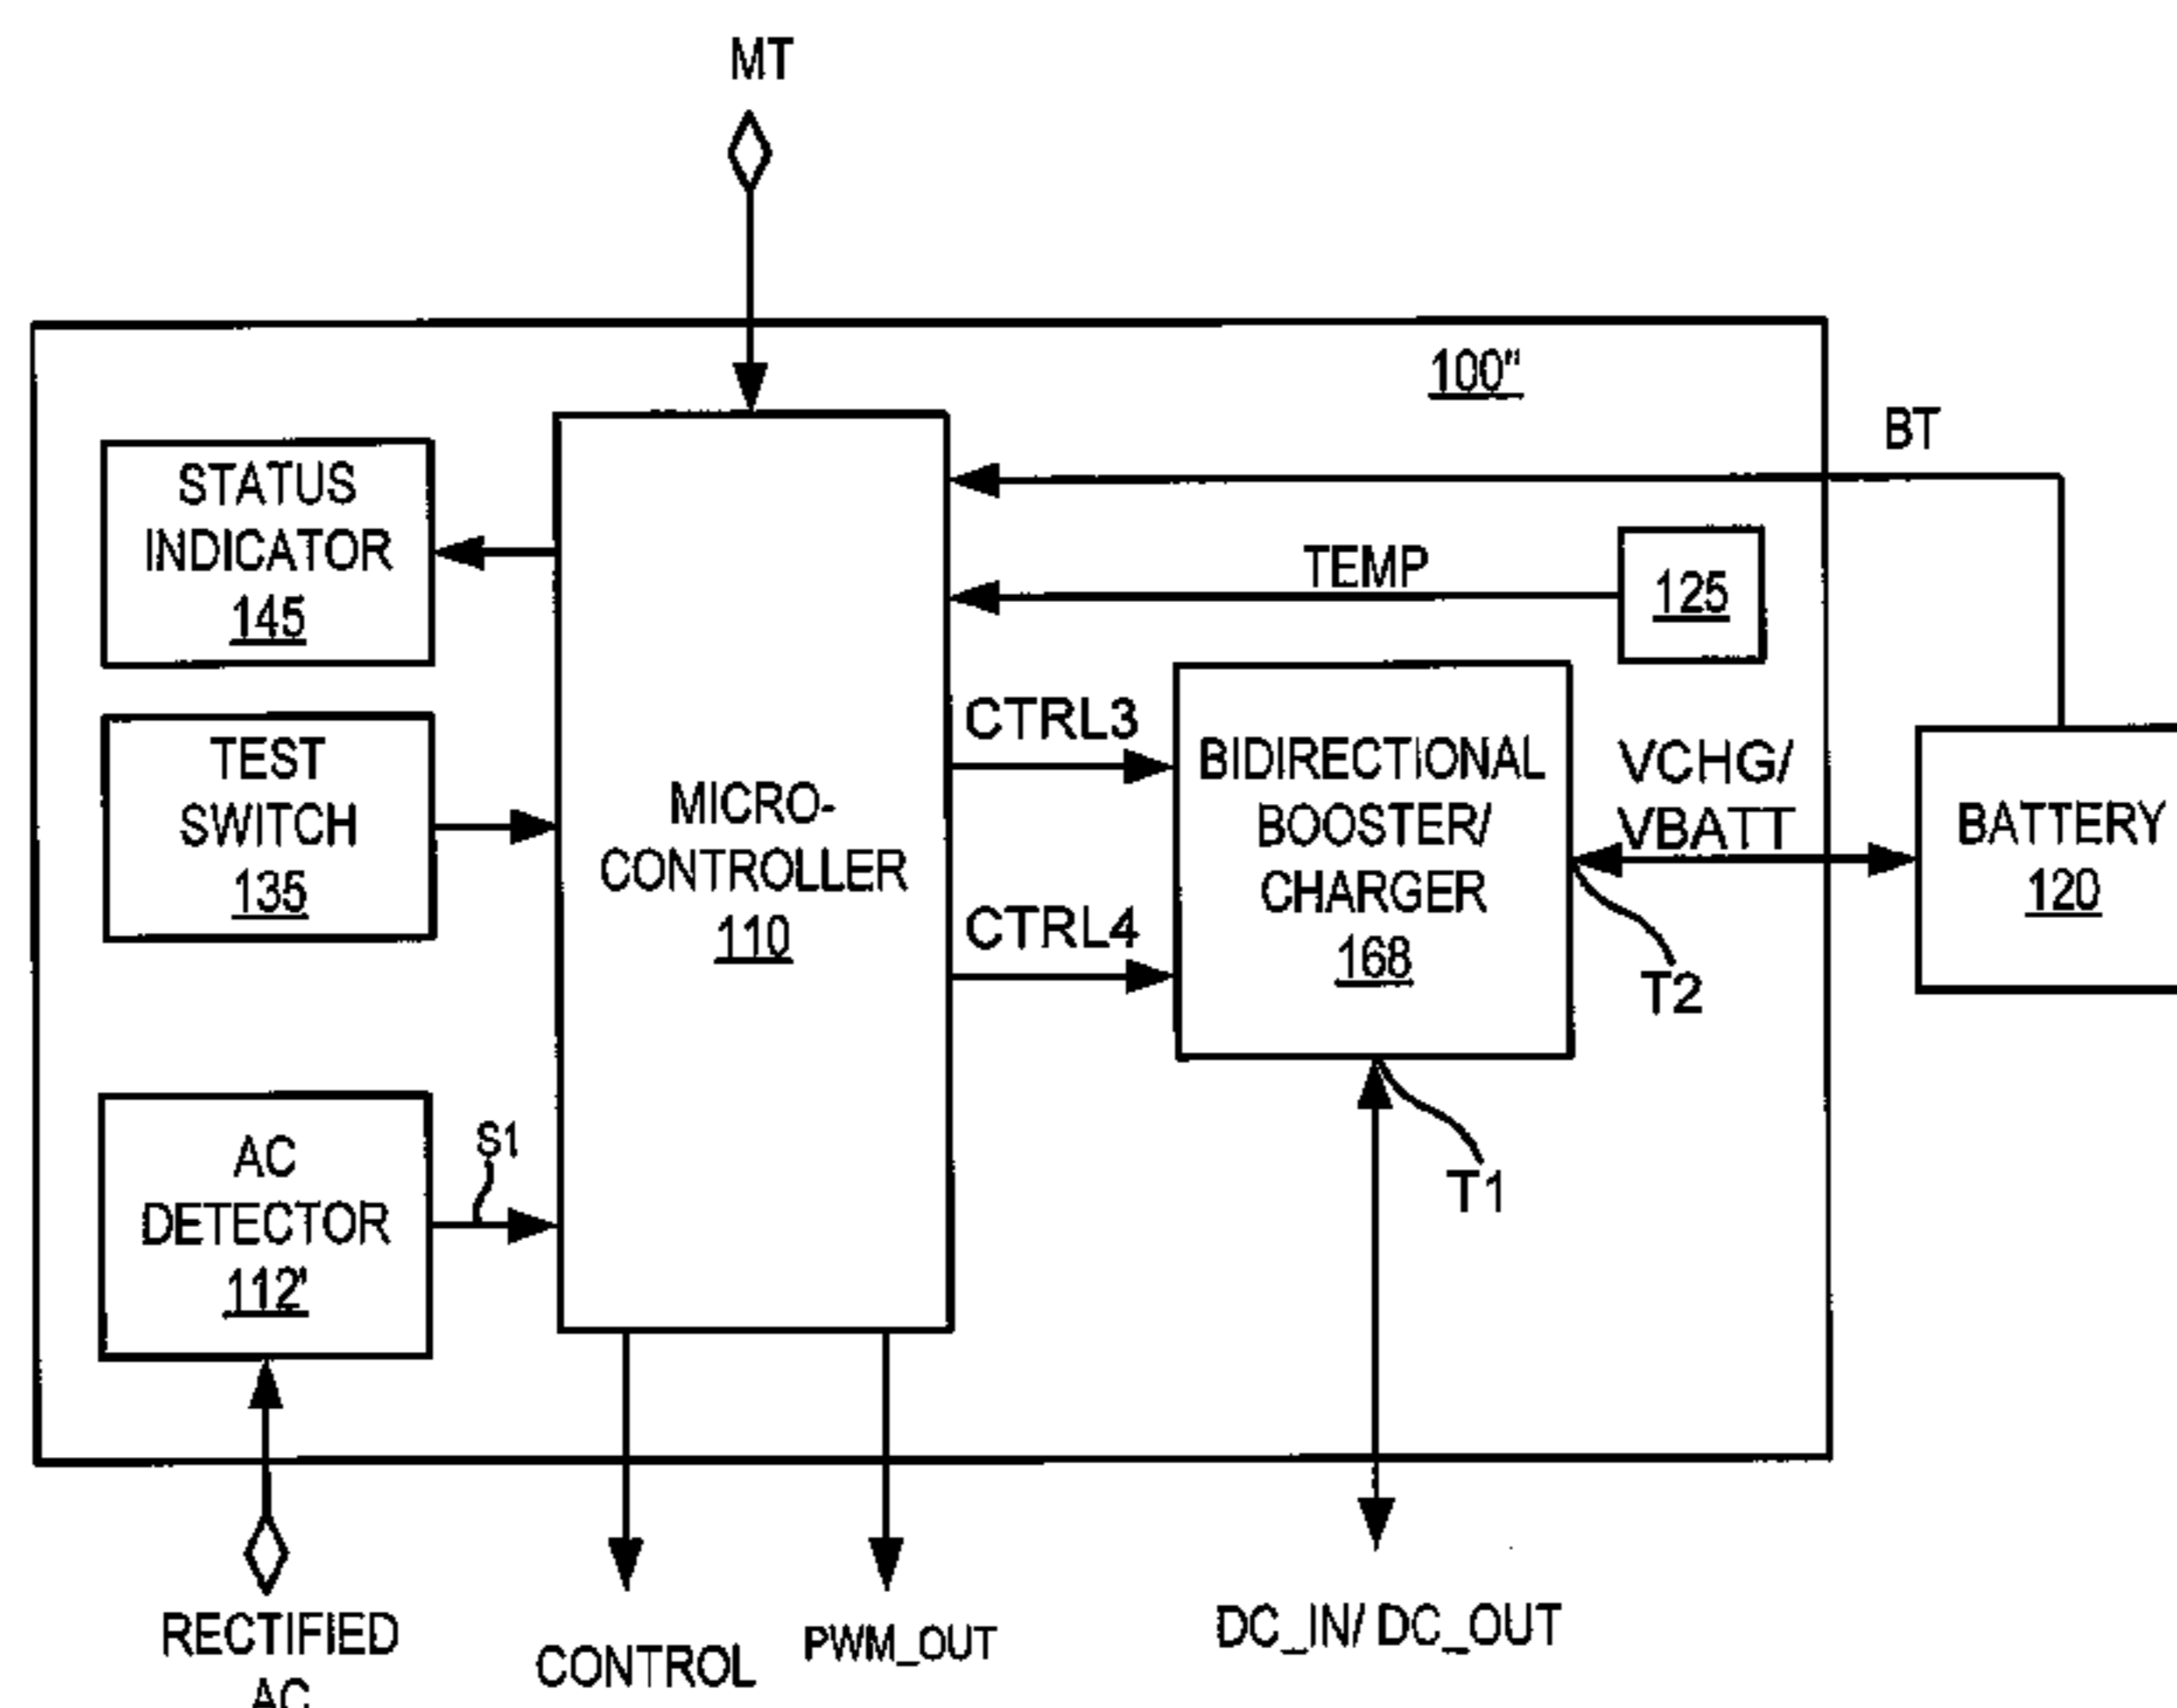 MT
100"
BT
STATUS
INDICATOR
145
TEMP
125
TEST
SWITCH
135
MICRO-
CONTROLLER
110
CTRL3
CTRL4
BIDIRECTIONAL
BOOSTER/
CHARGER
168
VCHG/
VBATT
BATTERY
120
T2
T1
AC
DETECTOR
112'
S1
RECTIFIED
AC
CONTROL
PWM_OUT
DC_IN/ DC_OUT